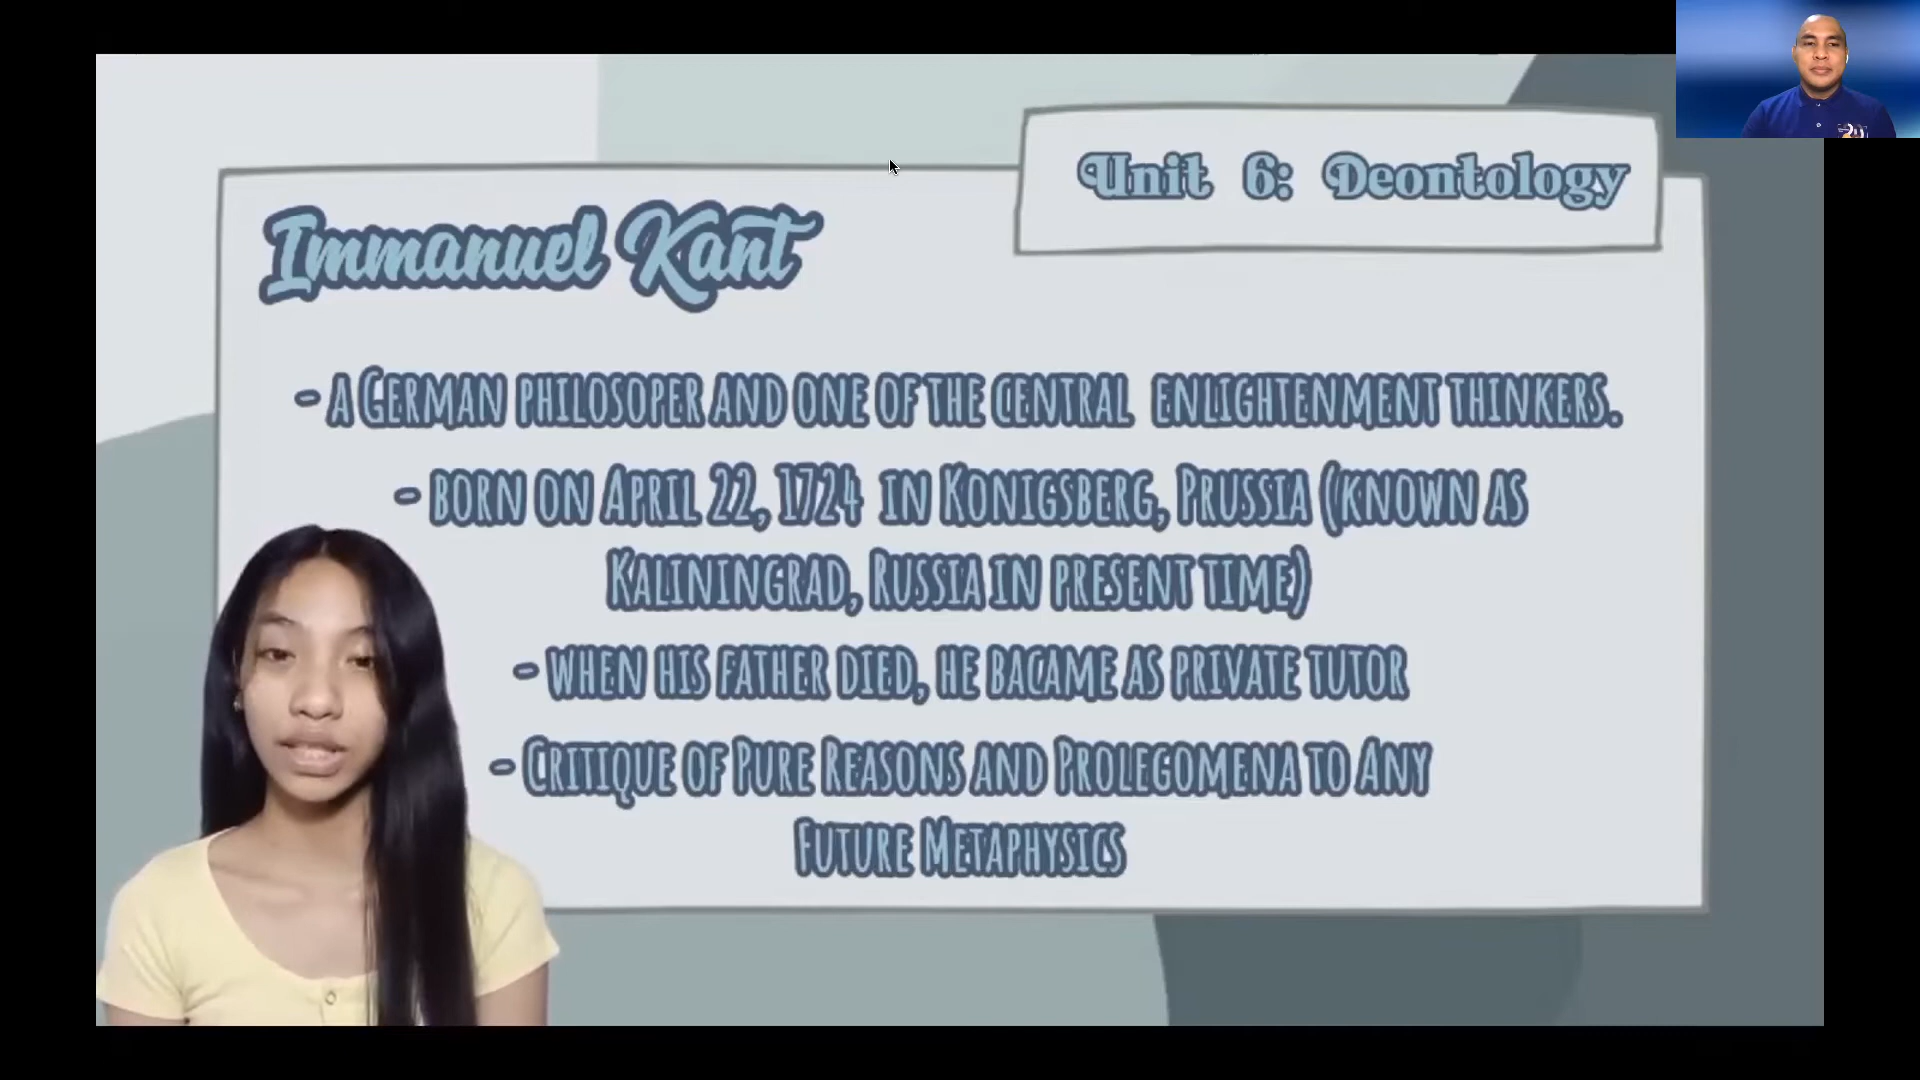 Unit 6: Deontology
Immanuel Kant
- a German philosoper and one of the central enlightenment thinkers.
- born on April 22, 1724 in Konigsberg, Prussia (known as
Kaliningrad, Russia in present time)
- when his father died, he bacame as private tutor
- Critique of Pure Reasons and Prolegomena to Any
Future Metaphysics